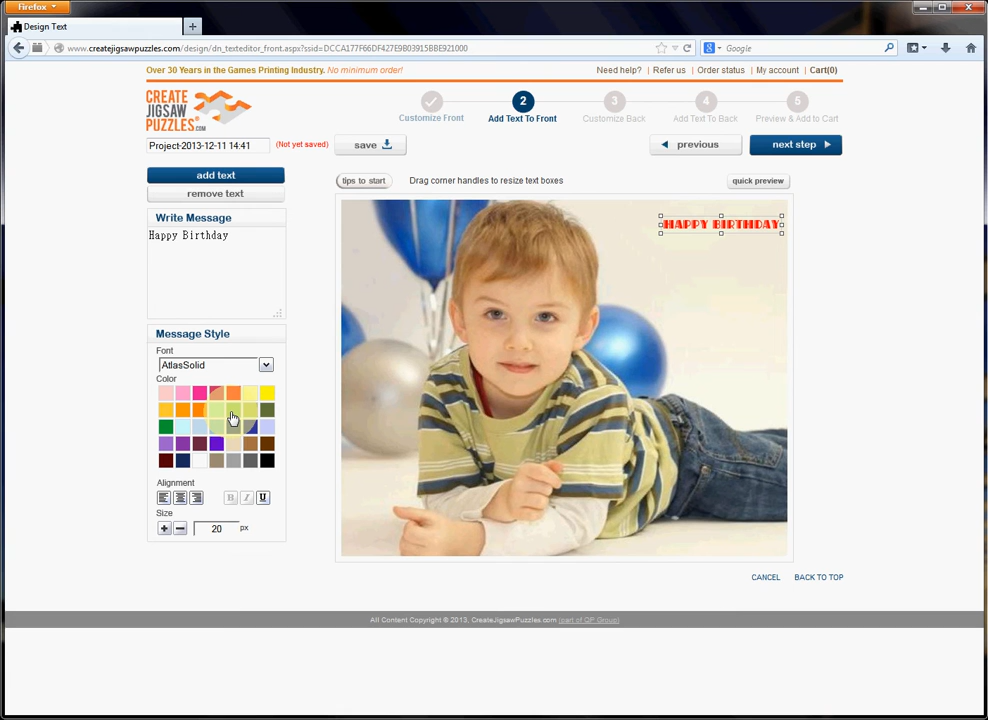 Firefox
Design Text
www.createjigsawpuzzles.com/design/dn_texteditor_front.aspx?ssid=DCCA177F66DF427E9B03915BBE921000
Google
Over 30 Years in the Games Printing Industry. No minimum order!
Need help? | Refer us | Order status | My account | Cart(0)
CREATE
JIGSAW
PUZZLES.COM
2 3 4 5
Customize Front Add Text To Front Customize Back Add Text To Back Preview & Add to Cart
Project-2013-12-11 14:41 (Not yet saved) save previous next step
add text
tips to start Drag corner handles to resize text boxes quick preview
remove text
Write Message
Happy Birthday
HAPPY BIRTHDAY
Message Style
Font
AtlasSolid
Color
Alignment
B I U
Size
20 px
CANCEL BACK TO TOP
All Content Copyright © 2013, CreateJigsawPuzzles.com (part of QP Group)